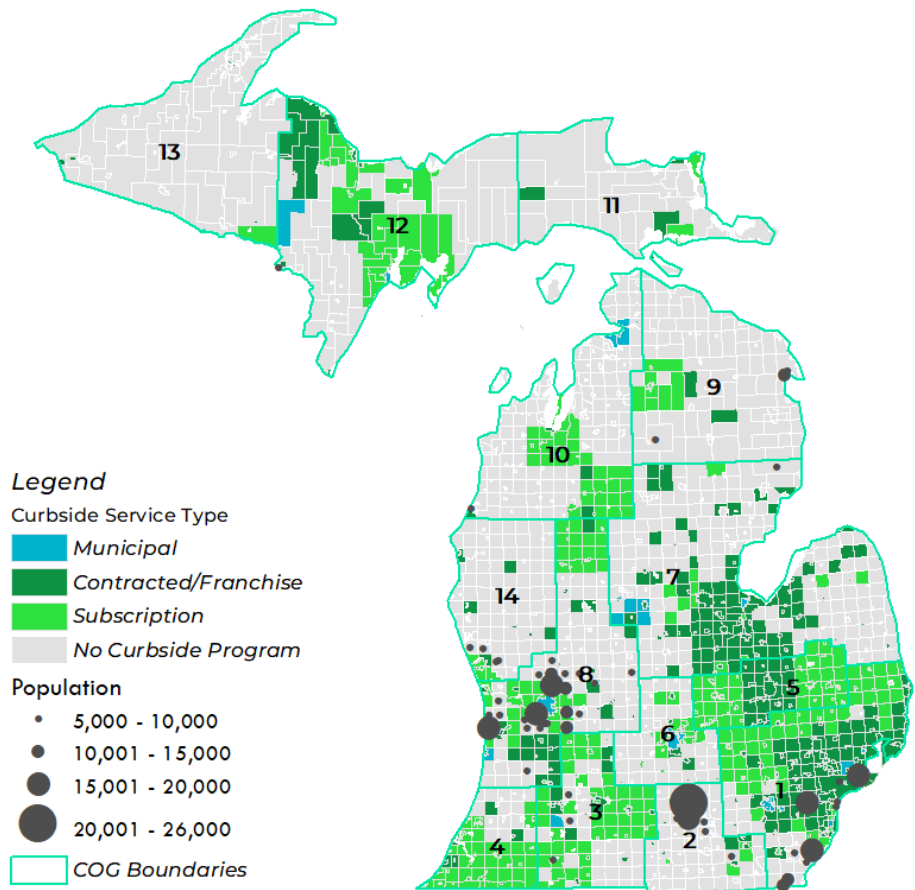 13
12
11
9
10
7
14
8
5
6
1
3
2
4
Legend
Curbside Service Type
Municipal
Contracted/Franchise
Subscription
No Curbside Program
Population
5,000 - 10,000
10,001 - 15,000
15,001 - 20,000
20,001 - 26,000
COG Boundaries